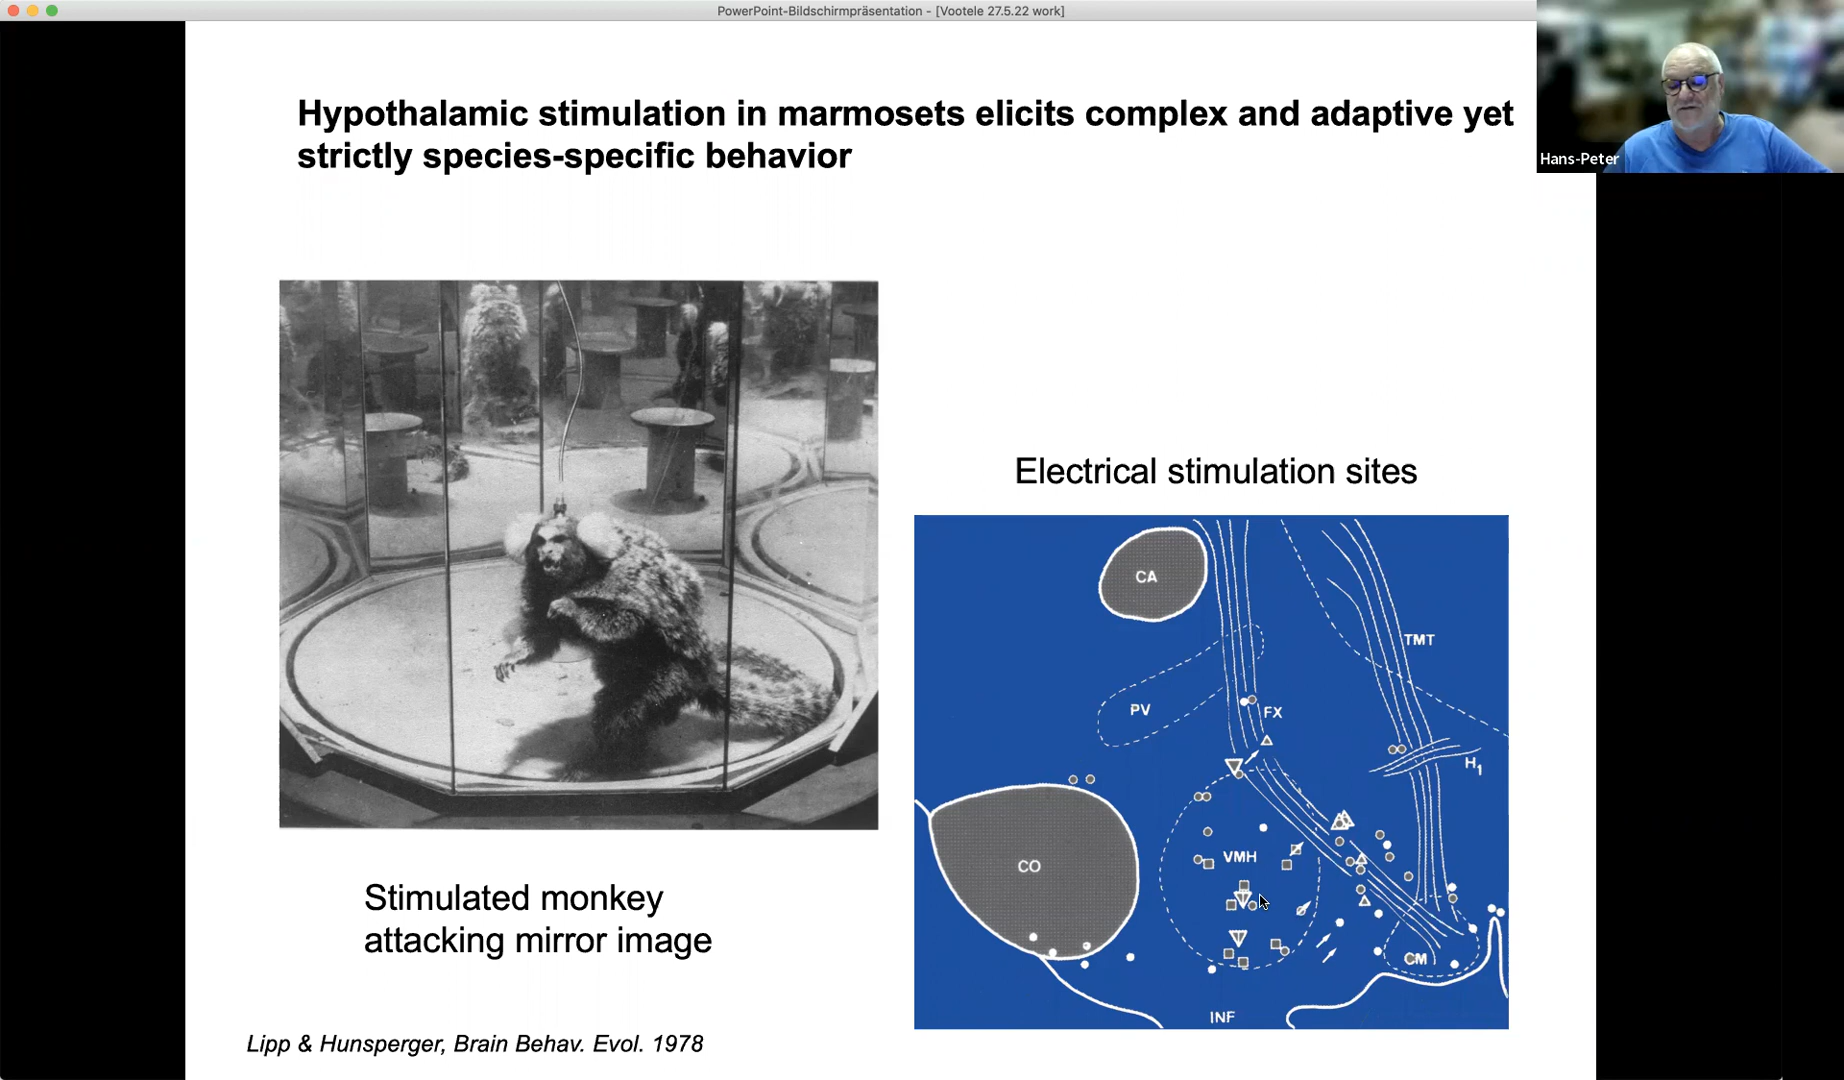 PowerPoint-Bildschirmpräsentation - [Vootele 27.5.22 work]
Hans-Peter
Hypothalamic stimulation in marmosets elicits complex and adaptive yet
strictly species-specific behavior
Electrical stimulation sites
CA
TMT
PV
FX
H1
VMH
CO
CM
INF
Stimulated monkey
attacking mirror image
Lipp & Hunsperger, Brain Behav. Evol. 1978